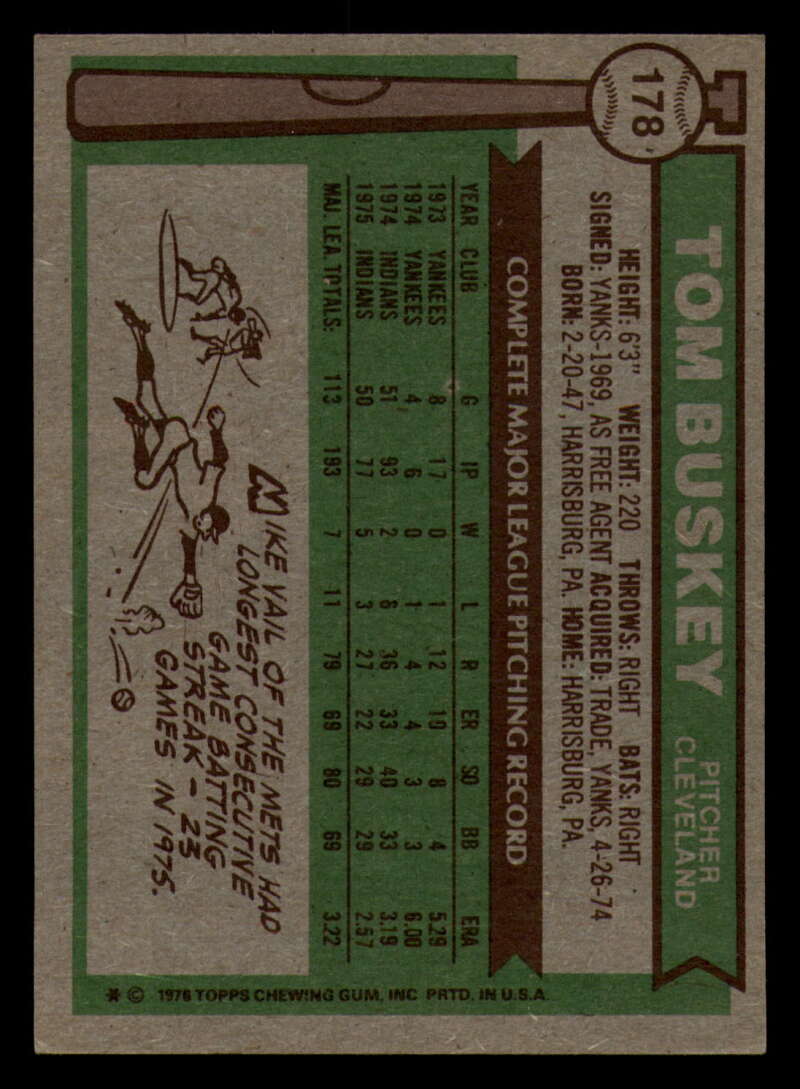 178
TOM BUSKEY
PITCHER
CLEVELAND
HEIGHT: 6'3" WEIGHT: 220 THROWS: RIGHT BATS: RIGHT
SIGNED: YANKS-1969, AS FREE AGENT ACQUIRED: TRADE, YANKS, 4-26-74
BORN: 2-20-47, HARRISBURG, PA. HOME: HARRISBURG, PA.
COMPLETE MAJOR LEAGUE PITCHING RECORD
YEAR CLUB G IP W L R ER SO BB ERA
1973 YANKEES 8 17 0 1 12 10 8 4 5.29
1974 YANKEES 4 6 0 1 4 4 3 3 6.00
1974 INDIANS 51 93 2 6 36 33 40 33 3.19
1975 INDIANS 50 77 5 3 27 22 29 29 2.57
MAJ. LEA. TOTALS: 113 193 7 11 79 69 80 69 3.22
MIKE VAIL OF THE METS HAD
LONGEST CONSECUTIVE
GAME BATTING
STREAK - 23
GAMES IN 1975.
* © 1976 TOPPS CHEWING GUM, INC PRTD. IN U.S.A.